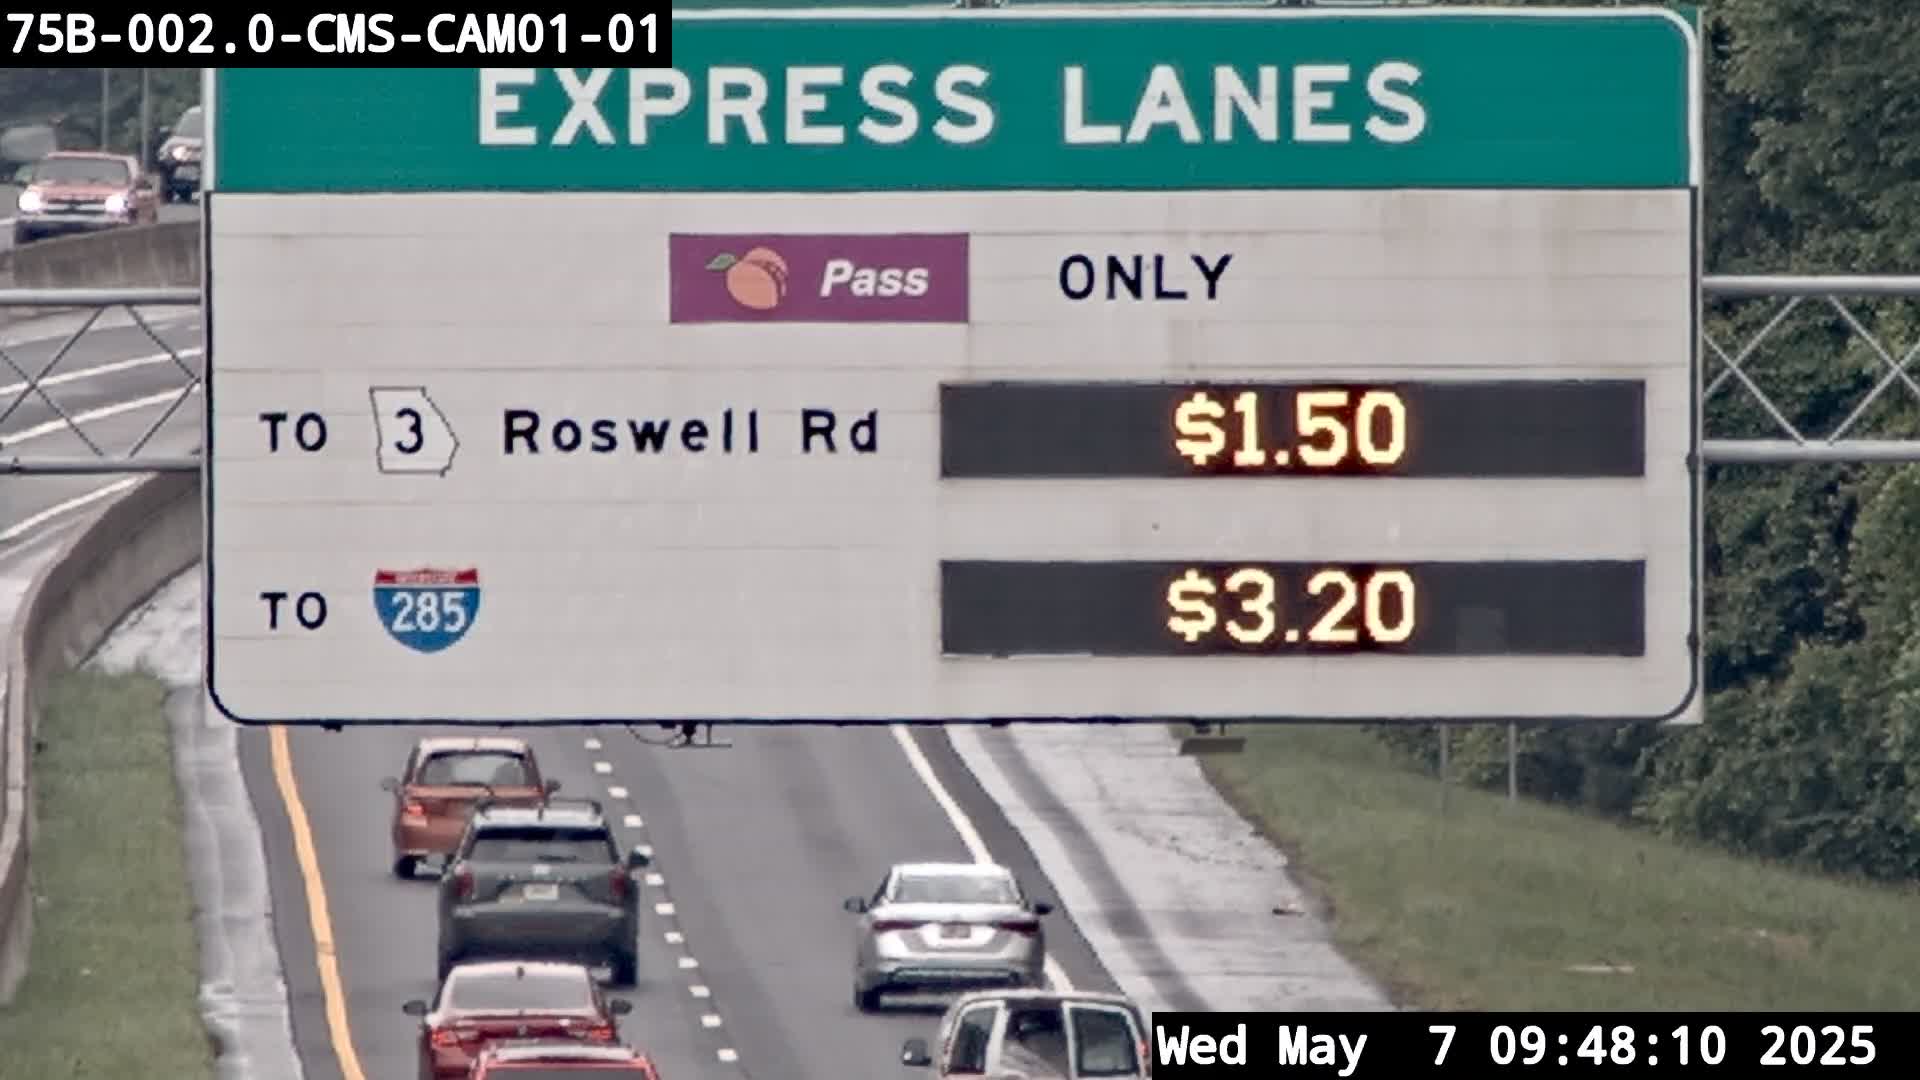 75B-002.0-CMS-CAM01-01
EXPRESS LANES
Pass ONLY
TO 3 Roswell Rd $1.50
TO 285 $3.20
Wed May 7 09:48:10 2025